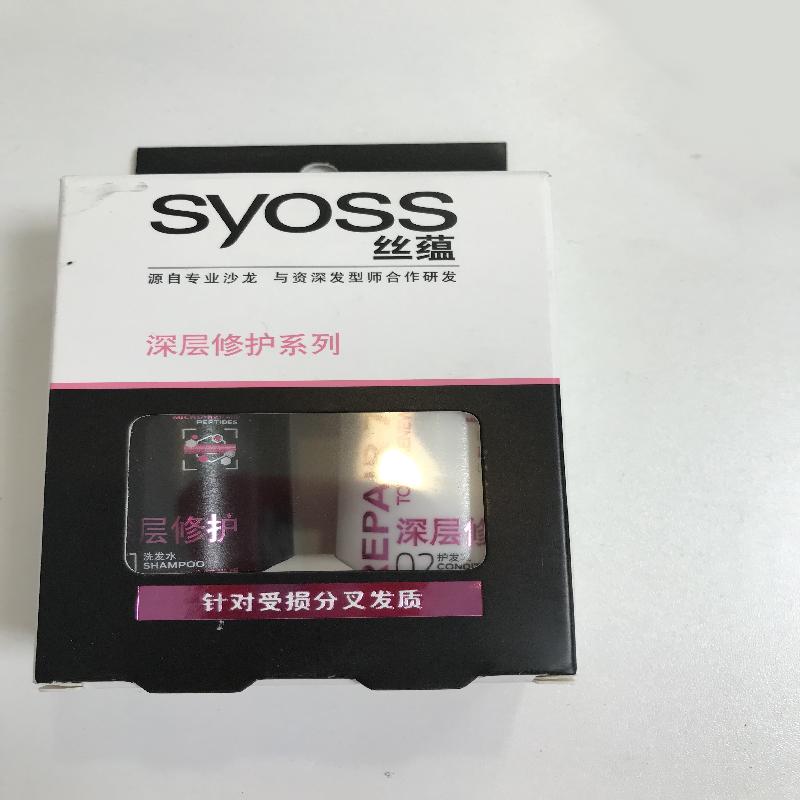 syoss
丝蕴
源自专业沙龙 与资深发型师合作研发
深层修护系列
PEPTIDES
层修护
洗发水
SHAMPOO
REPA
深层修
02
护发
COND
针对受损分叉发质